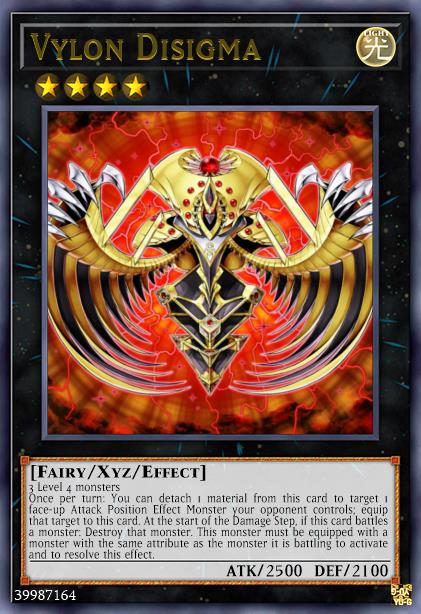 VYLON DISIGMA
LIGHT
光
[FAIRY/XYZ/EFFECT]
3 Level 4 monsters
Once per turn: You can detach 1 material from this card to target 1
face-up Attack Position Effect Monster your opponent controls; equip
that target to this card. At the start of the Damage Step, if this card battles
a monster: Destroy that monster. This monster must be equipped with a
monster with the same attribute as the monster it is battling to activate
and to resolve this effect.
ATK/2500 DEF/2100
39987164